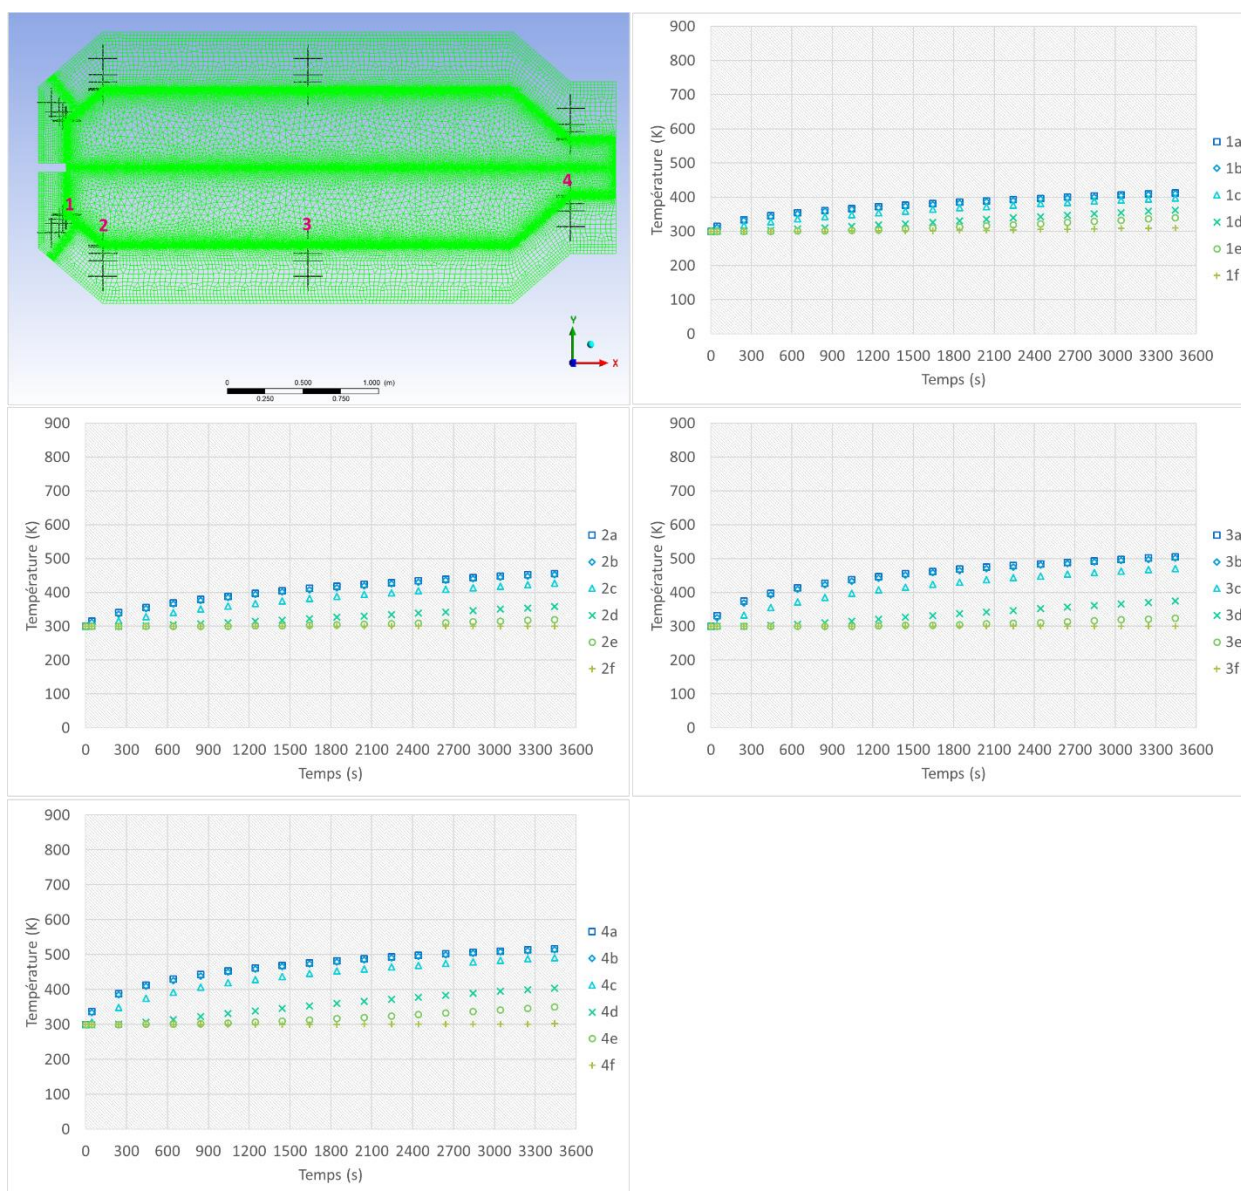 1
2
3
4
Y
X
0
0.500
1.000 (m)
0.250
0.750
Température (K)
900
800
700
600
500
400
300
200
100
0
0 300 600 900 1200 1500 1800 2100 2400 2700 3000 3300 3600
Temps (s)
1a
1b
1c
1d
1e
1f
Température (K)
900
800
700
600
500
400
300
200
100
0
0 300 600 900 1200 1500 1800 2100 2400 2700 3000 3300 3600
Temps (s)
2a
2b
2c
2d
2e
2f
Température (K)
900
800
700
600
500
400
300
200
100
0
0 300 600 900 1200 1500 1800 2100 2400 2700 3000 3300 3600
Temps (s)
3a
3b
3c
3d
3e
3f
Température (K)
900
800
700
600
500
400
300
200
100
0
0 300 600 900 1200 1500 1800 2100 2400 2700 3000 3300 3600
Temps (s)
4a
4b
4c
4d
4e
4f